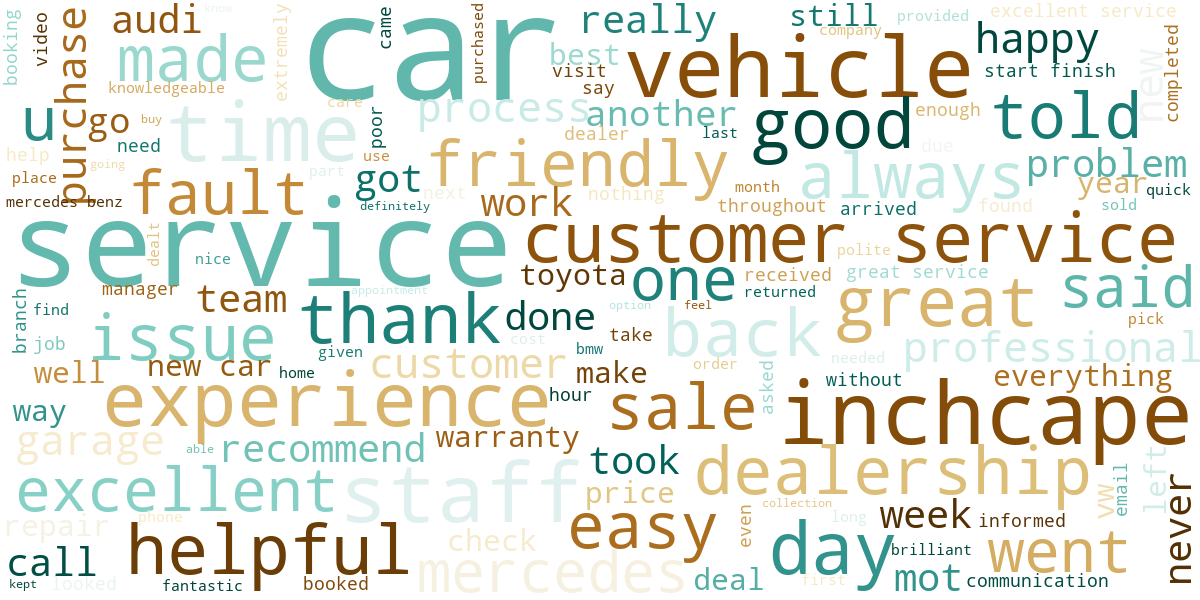 booking
video
purchase
audi
know
made
extremely
knowledgeable
car
came
purchased
really
best
visit
say
still
company
provided
excellent service
vehicle
happy
start finish
new
completed
u
go
buy
need
time
care
poor
process
another
dealer
last
good
enough
told
due
help
going
place
part
use
friendly
always
problem
mercedes benz
fault
got
next
nothing
month
year
quick
definitely
work
throughout
arrived
found
sold
service
dealt
nice
customer service
polite
toyota
one
received
great service
said
manager
appointment
returned
branch
find
team
thank
done
option
feel
great
pick
job
issue
given
cost
take
back
professional
bmw
well
new car
home
customer
make
order
asked
needed
without
everything
way
experience
hour
sale
inchcape
garage
able
recommend
warranty
took
dealership
excellent
staff
price
collection
vw
email
left
never
repair
phone
easy
even
long
week
informed
call
helpful
check
day
brilliant
went
kept
looked
fantastic
booked
mercedes
deal
first
mot
communication